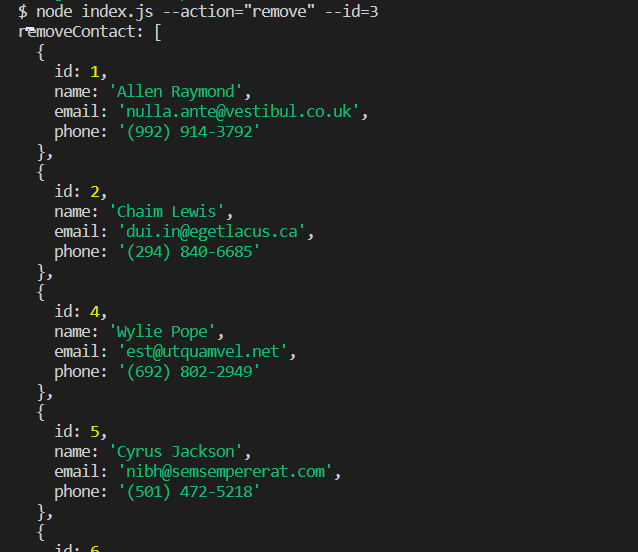 $ node index.js --action="remove" --id=3
removeContact: [
  {
    id: 1,
    name: 'Allen Raymond',
    email: 'nulla.ante@vestibul.co.uk',
    phone: '(992) 914-3792'
  },
  {
    id: 2,
    name: 'Chaim Lewis',
    email: 'dui.in@egetlacus.ca',
    phone: '(294) 840-6685'
  },
  {
    id: 4,
    name: 'Wylie Pope',
    email: 'est@utquamvel.net',
    phone: '(692) 802-2949'
  },
  {
    id: 5,
    name: 'Cyrus Jackson',
    email: 'nibh@semsempererat.com',
    phone: '(501) 472-5218'
  },
  {
    id: 6